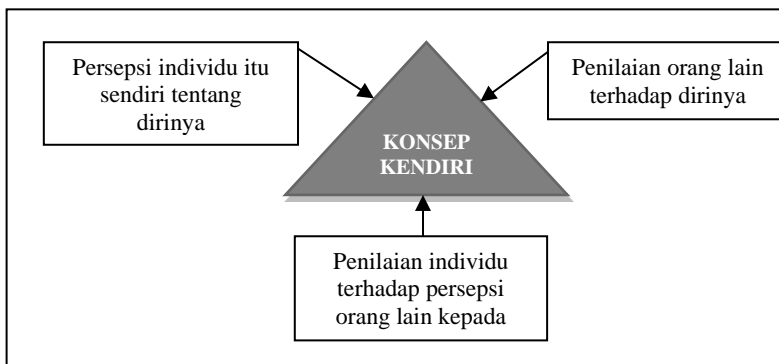 Persepsi individu itu
sendiri tentang
dirinya
Penilaian orang lain
terhadap dirinya
KONSEP
KENDIRI
Penilaian individu
terhadap persepsi
orang lain kepada